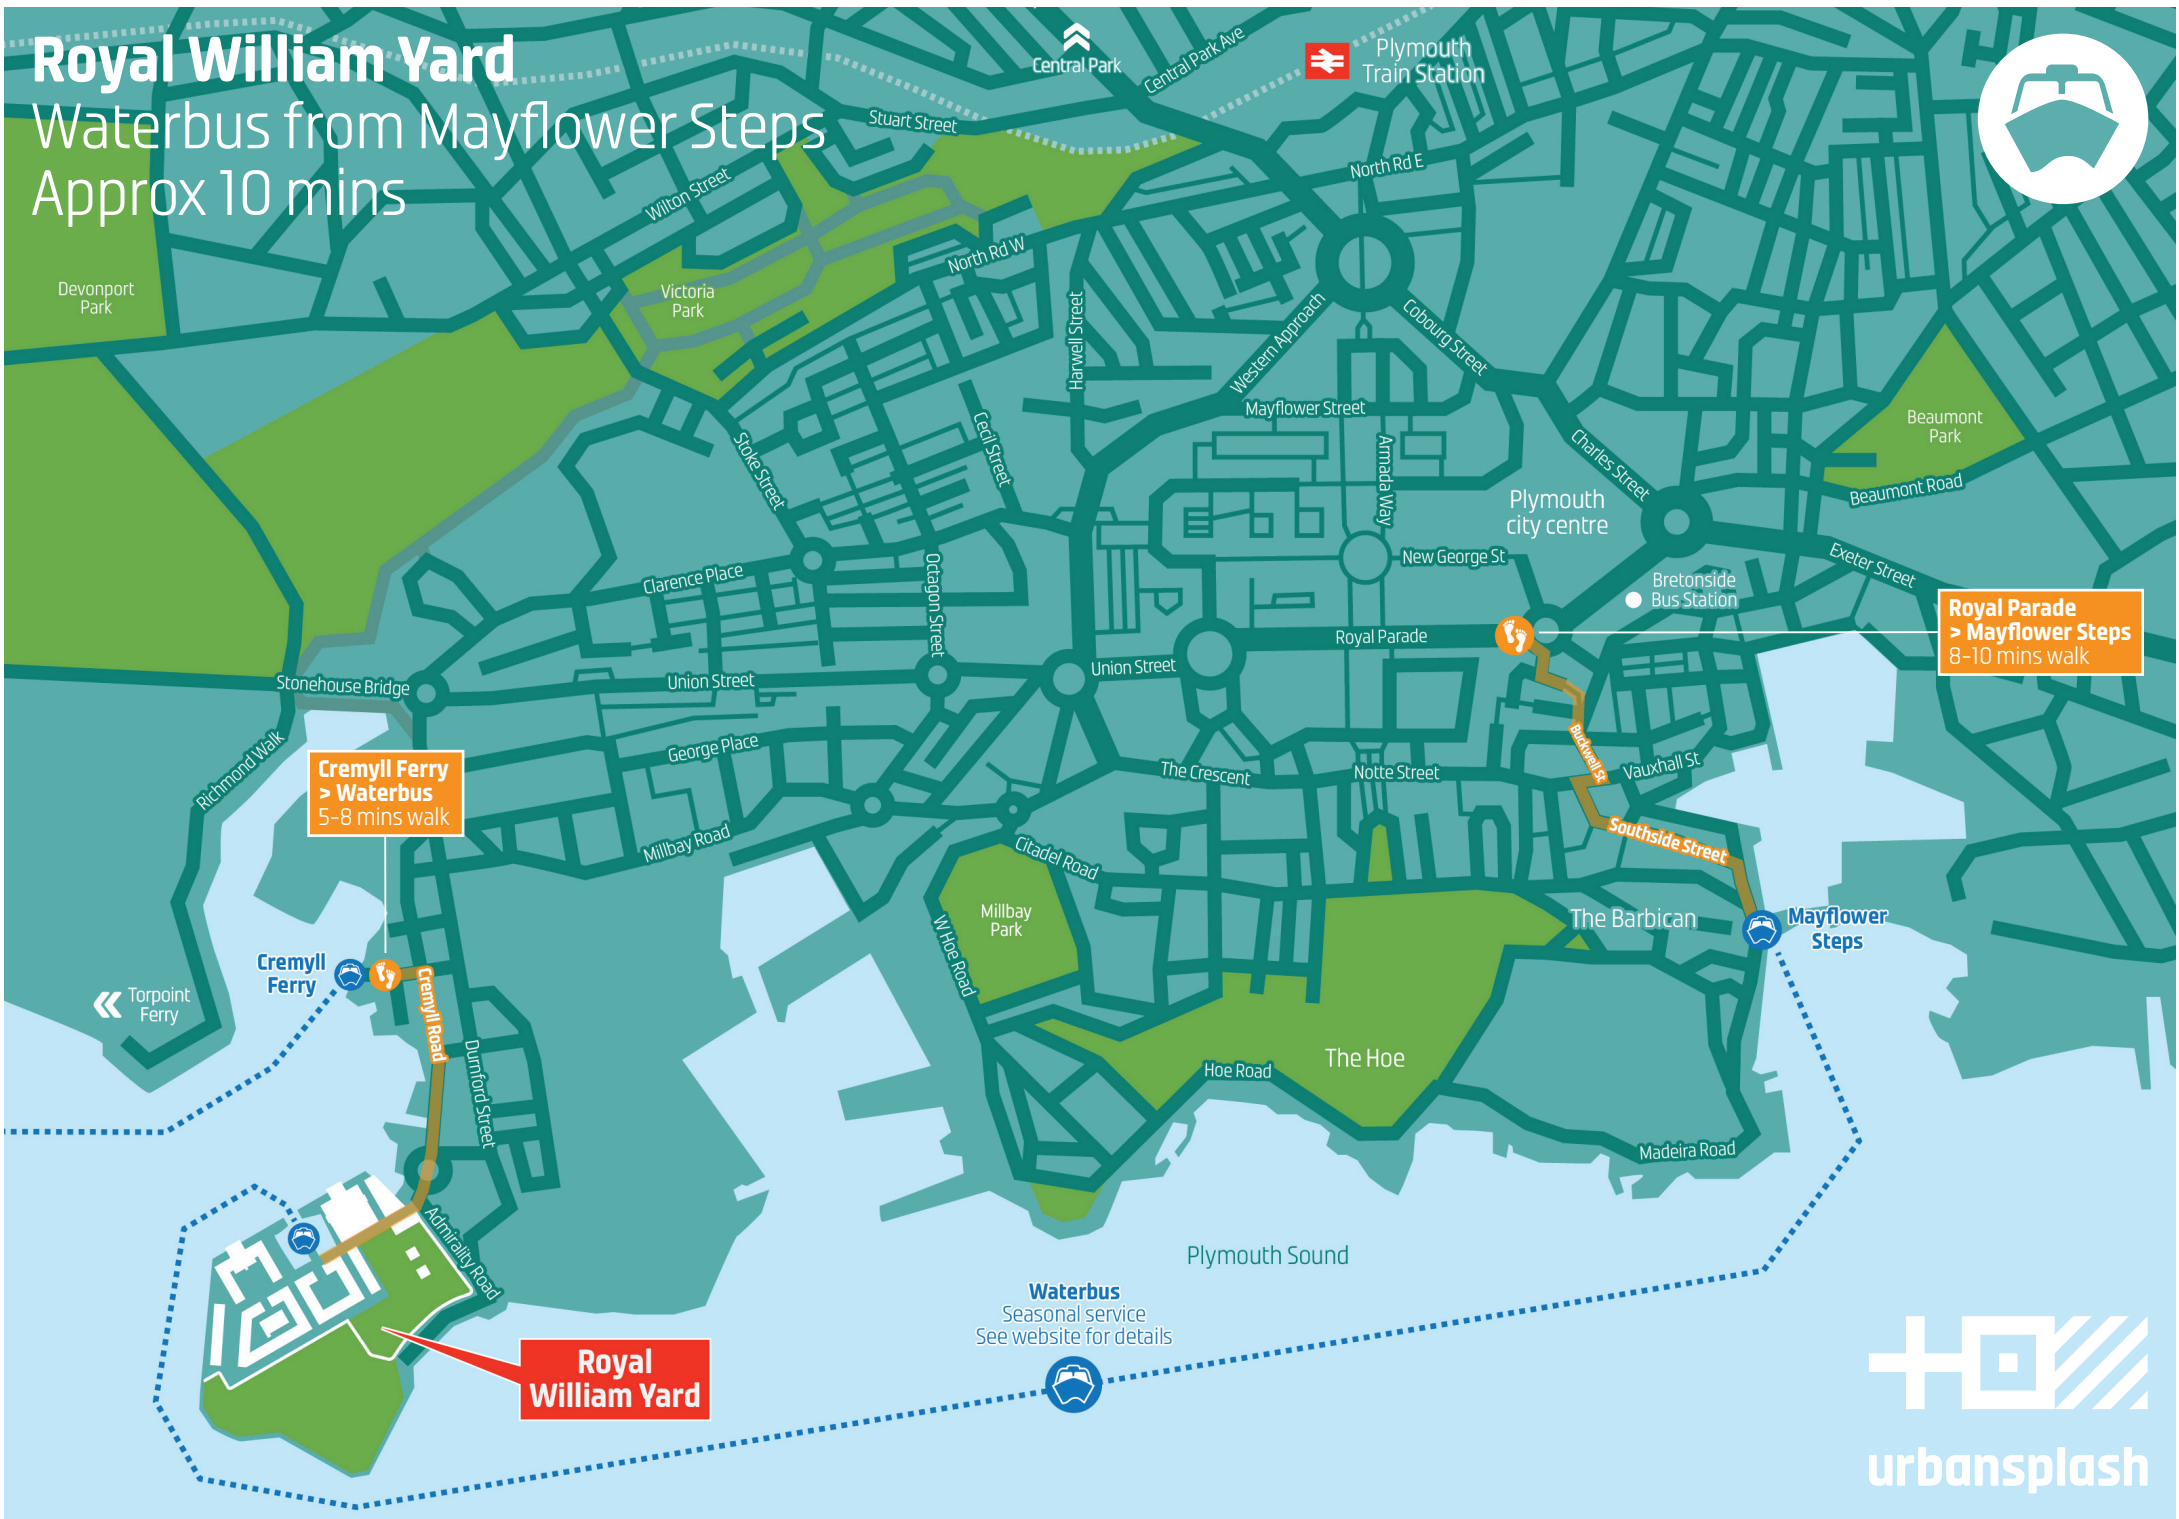 Royal William Yard
Waterbus from Mayflower Steps
Approx 10 mins
Central Park
Central Park Ave
Plymouth
Train Station
Stuart Street
North Rd E
Wilton Street
North Rd W
Devonport
Park
Victoria
Park
Harwell Street
Western Approach
Cobourg Street
Mayflower Street
Beaumont
Park
Stoke Street
Cecil Street
Armada Way
Charles Street
Beaumont Road
Plymouth
city centre
New George St
Exeter Street
Clarence Place
Octagon Street
Bretonside
Bus Station
Royal Parade
> Mayflower Steps
8-10 mins walk
Royal Parade
Union Street
Union Street
Stonehouse Bridge
Richmond Walk
George Place
Buckwell St
Vauxhall St
The Crescent
Notte Street
Cremyll Ferry
> Waterbus
5-8 mins walk
Millbay Road
Citadel Road
Southside Street
Millbay
Park
W Hoe Road
The Barbican
Mayflower
Steps
Cremyll
Ferry
Torpoint
Ferry
Cremyll Road
Durnford Street
Hoe Road
The Hoe
Madeira Road
Admirality Road
Plymouth Sound
Waterbus
Seasonal service
See website for details
Royal
William Yard
urbansplash